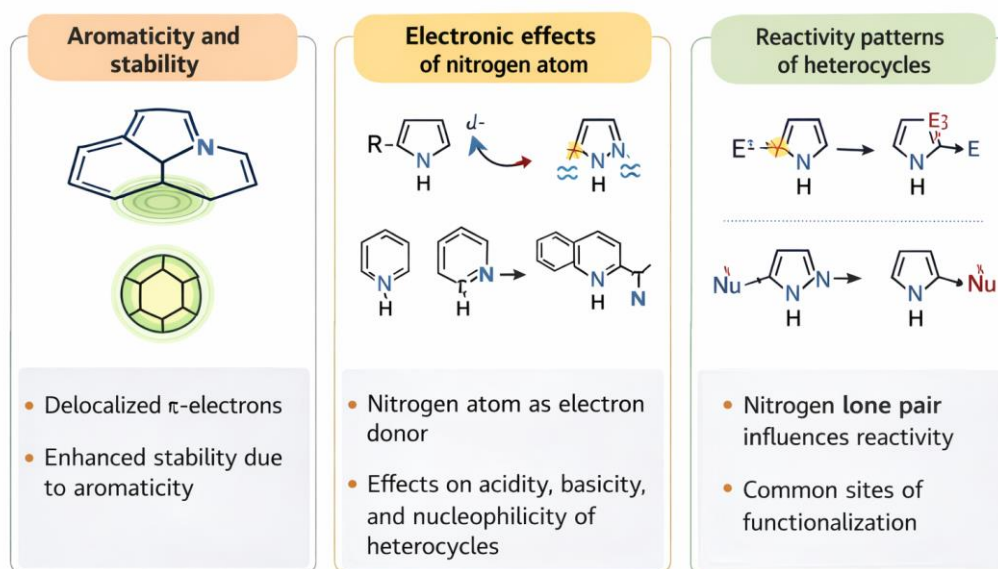 Aromaticity and
stability
N
Delocalized π-electrons
Enhanced stability due
to aromaticity
Electronic effects
of nitrogen atom
R
N
H
d-
N
N
H
N
H
N
H
N
H
N
Nitrogen atom as electron
donor
Effects on acidity, basicity,
and nucleophilicity of
heterocycles
Reactivity patterns
of heterocycles
E
N
H
E3
E
N
H
Nu
N
N
H
N
H
Nu
Nitrogen lone pair
influences reactivity
Common sites of
functionalization